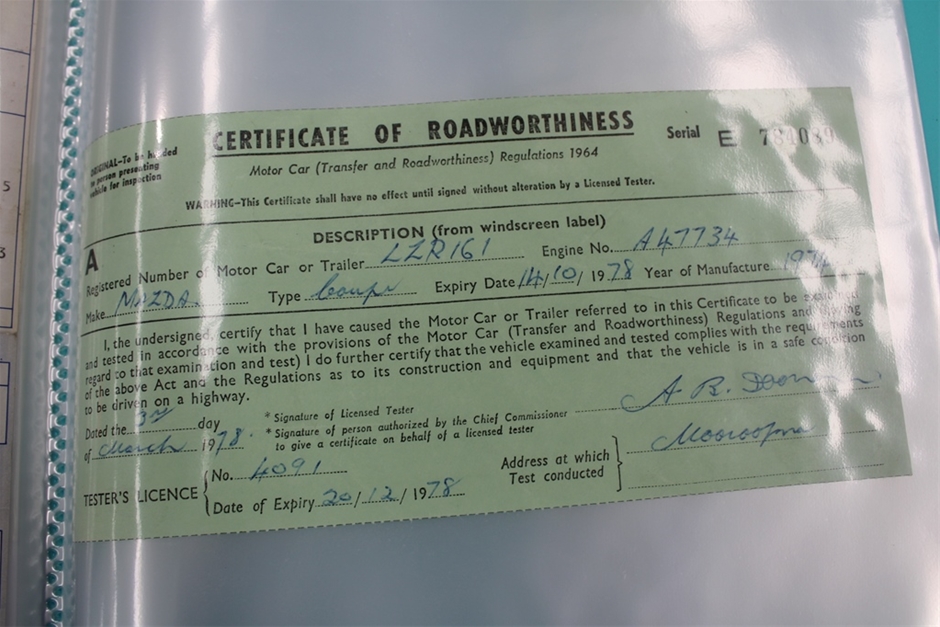 CERTIFICATE OF ROADWORTHINESS
Serial E 784089
ORIGINAL—To be handed
to person presenting
vehicle for inspection
Motor Car (Transfer and Roadworthiness) Regulations 1964
WARNING—This Certificate shall have no effect until signed without alteration by a Licensed Tester.
DESCRIPTION (from windscreen label)
A
Registered Number of Motor Car or Trailer LZR161 Engine No. A47734
Make MAZDA Type Coupe Expiry Date 14/10/1978 Year of Manufacture 1974
I, the undersigned, certify that I have caused the Motor Car or Trailer referred to in this Certificate to be examined
and tested in accordance with the provisions of the Motor Car (Transfer and Roadworthiness) Regulations and having
regard to that examination and test) I do further certify that the vehicle examined and tested complies with the requirements
of the above Act and the Regulations as to its construction and equipment and that the vehicle is in a safe condition
to be driven on a highway.
Dated the 3rd day
of March 1978.
* Signature of Licensed Tester
* Signature of person authorized by the Chief Commissioner
to give a certificate on behalf of a licensed tester
A. B.
TESTER'S LICENCE
No. 4091
Date of Expiry 20/12/1978
Address at which
Test conducted
Mooroopna
5
3